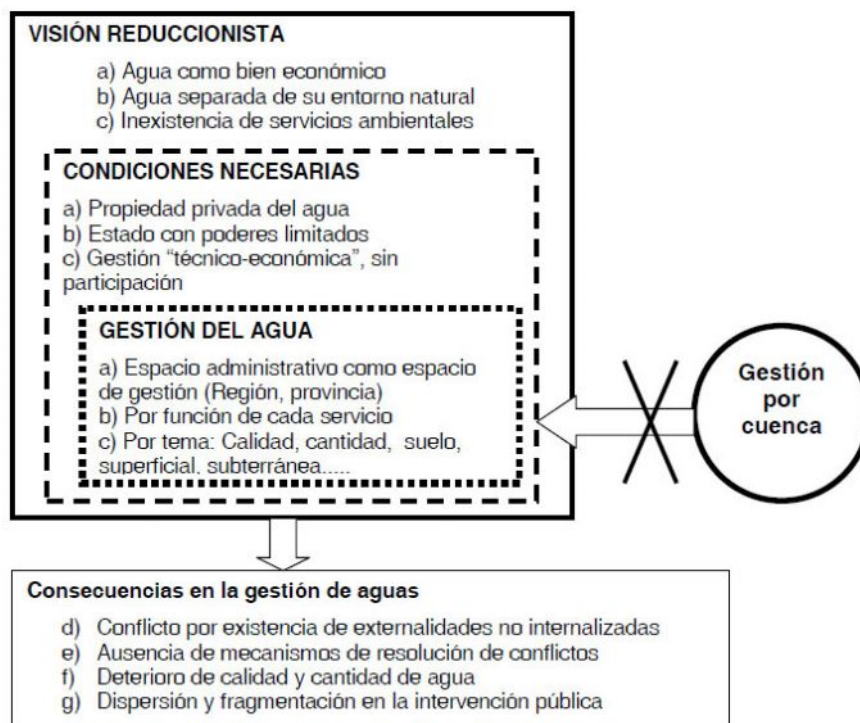 VISIÓN REDUCCIONISTA
a) Agua como bien económico
b) Agua separada de su entorno natural
c) Inexistencia de servicios ambientales
CONDICIONES NECESARIAS
a) Propiedad privada del agua
b) Estado con poderes limitados
c) Gestión “técnico-económica”, sin
participación
GESTIÓN DEL AGUA
a) Espacio administrativo como espacio
de gestión (Región, provincia)
b) Por función de cada servicio
c) Por tema: Calidad, cantidad, suelo,
superficial, subterránea.....
Gestión
por
cuenca
Consecuencias en la gestión de aguas
d) Conflicto por existencia de externalidades no internalizadas
e) Ausencia de mecanismos de resolución de conflictos
f) Deterioro de calidad y cantidad de agua
g) Dispersión y fragmentación en la intervención pública